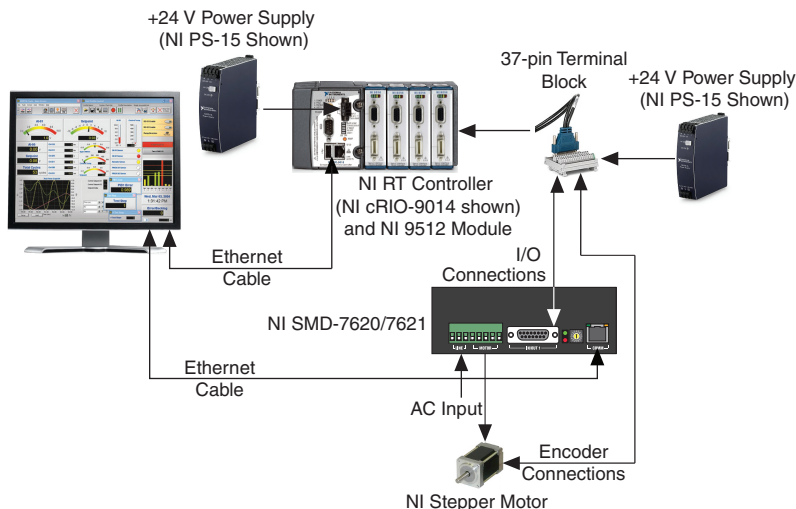 +24 V Power Supply
(NI PS-15 Shown)
37-pin Terminal
Block
+24 V Power Supply
(NI PS-15 Shown)
NI RT Controller
(NI cRIO-9014 shown)
and NI 9512 Module
Ethernet
Cable
I/O
Connections
NI SMD-7620/7621
MOTOR
Ethernet
Cable
AC Input
Encoder
Connections
NI Stepper Motor